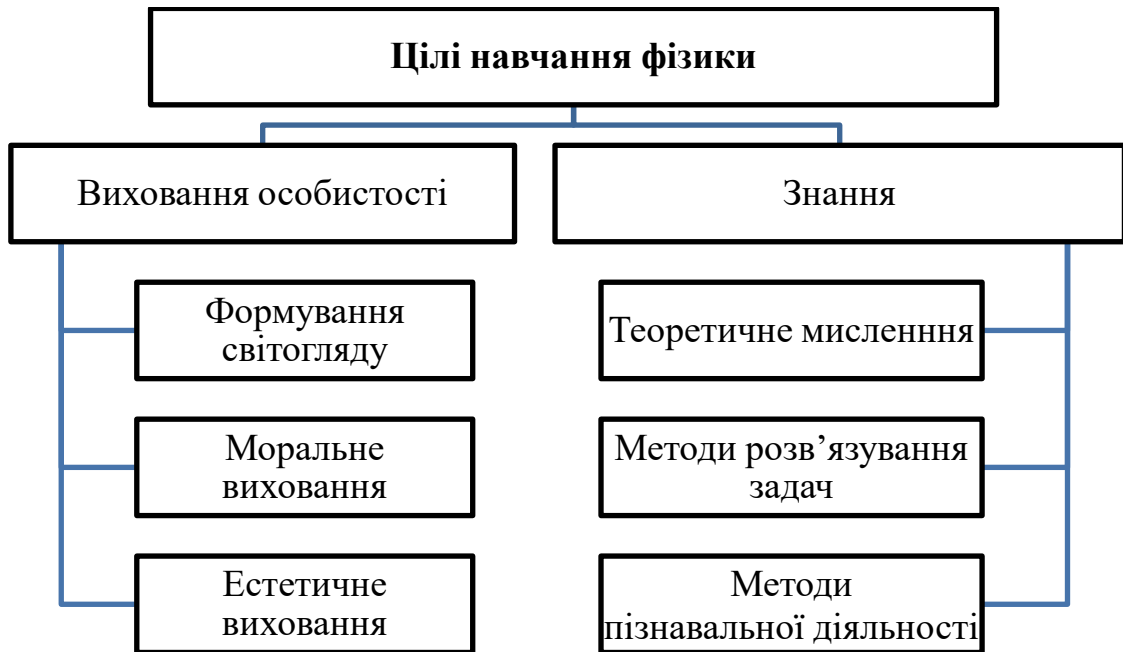 Цілі навчання фізики
Виховання особистості
Формування
світогляду
Моральне
виховання
Естетичне
виховання
Знання
Теоретичне мисленння
Методи розв’язування
задач
Методи
пізнавальної діяльності